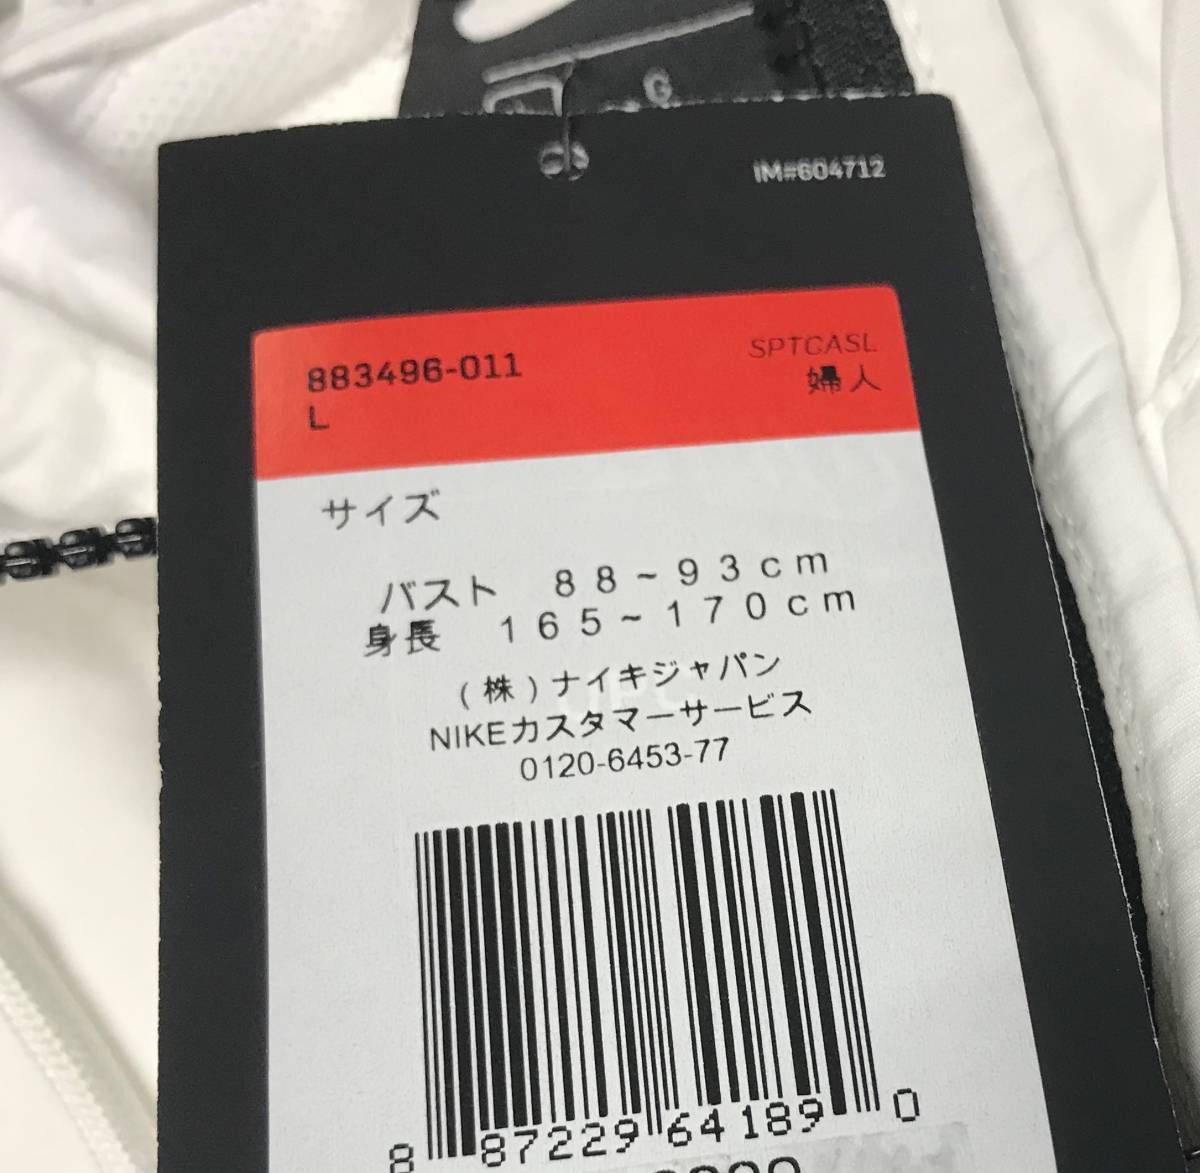 IM#604712
883496-011
SPTCASL
L
婦人
サイズ
バスト 88~93cm
身長 165~170cm
(株)ナイキジャパン
NIKEカスタマーサービス
0120-6453-77
8 87229 64189 0